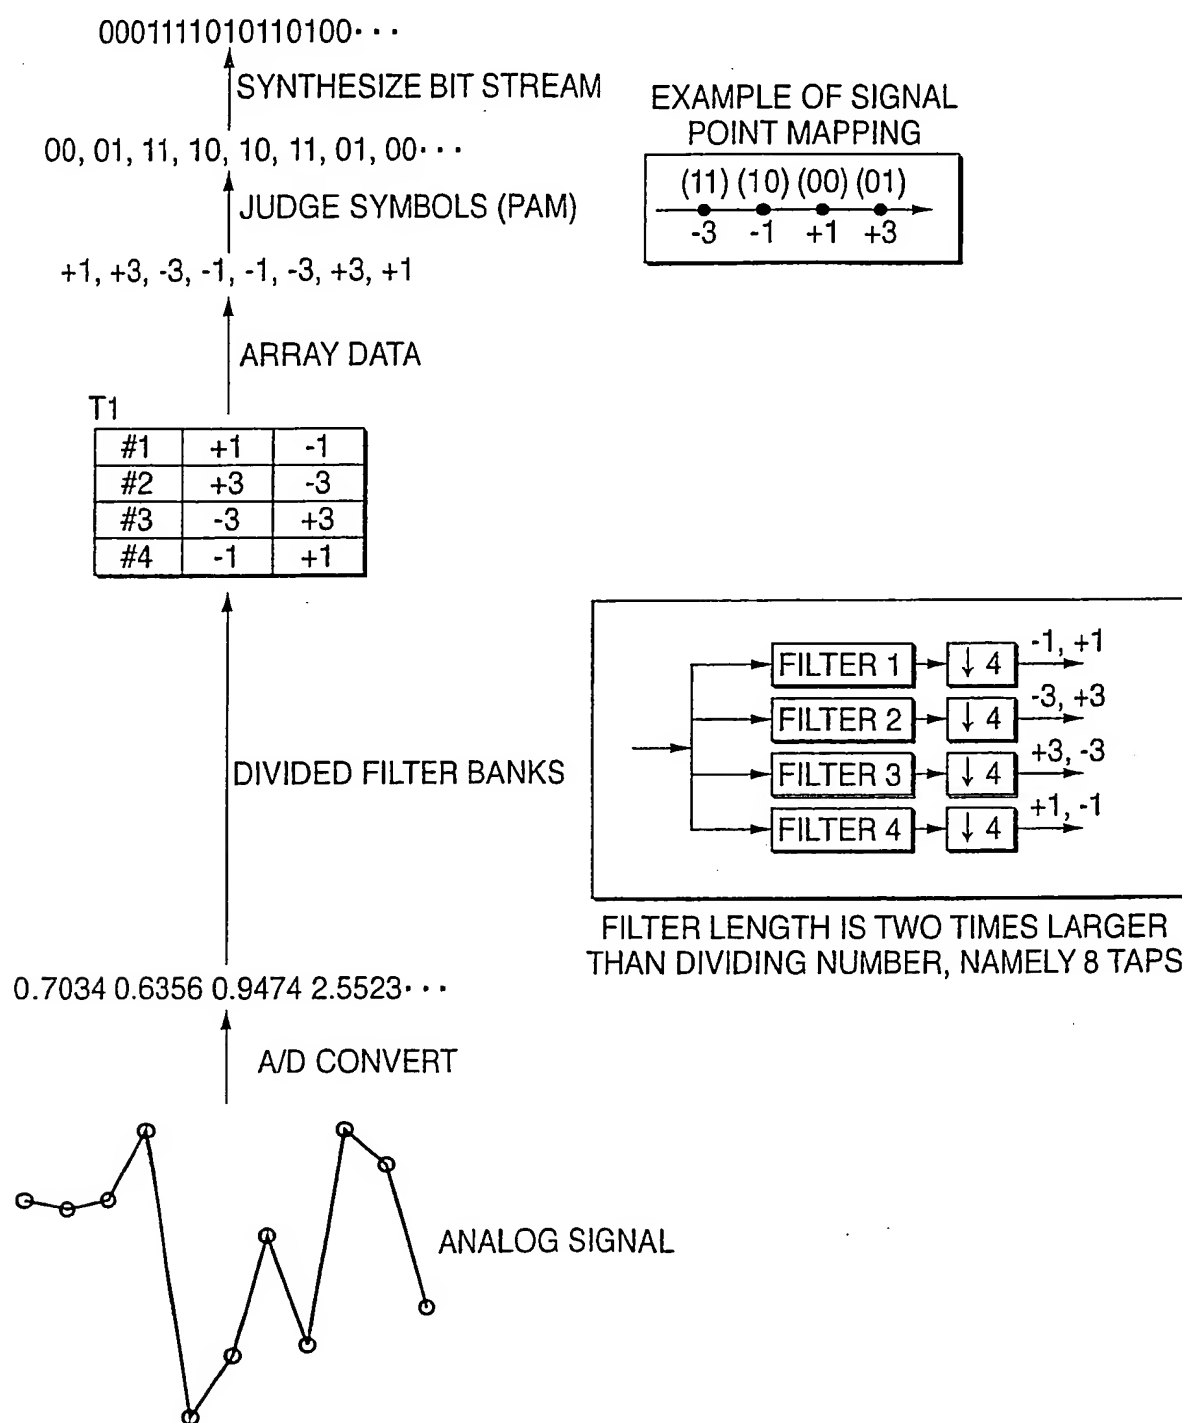 0001111010110100···
SYNTHESIZE BIT STREAM
00, 01, 11, 10, 10, 11, 01, 00···
JUDGE SYMBOLS (PAM)
+1, +3, -3, -1, -1, -3, +3, +1
ARRAY DATA
EXAMPLE OF SIGNAL
POINT MAPPING
(11) (10) (00) (01)
-3 -1 +1 +3
T1
#1 +1 -1
#2 +3 -3
#3 -3 +3
#4 -1 +1
DIVIDED FILTER BANKS
FILTER 1 ↓ 4 -1, +1
FILTER 2 ↓ 4 -3, +3
FILTER 3 ↓ 4 +3, -3
FILTER 4 ↓ 4 +1, -1
FILTER LENGTH IS TWO TIMES LARGER
THAN DIVIDING NUMBER, NAMELY 8 TAPS
0.7034 0.6356 0.9474 2.5523···
A/D CONVERT
ANALOG SIGNAL